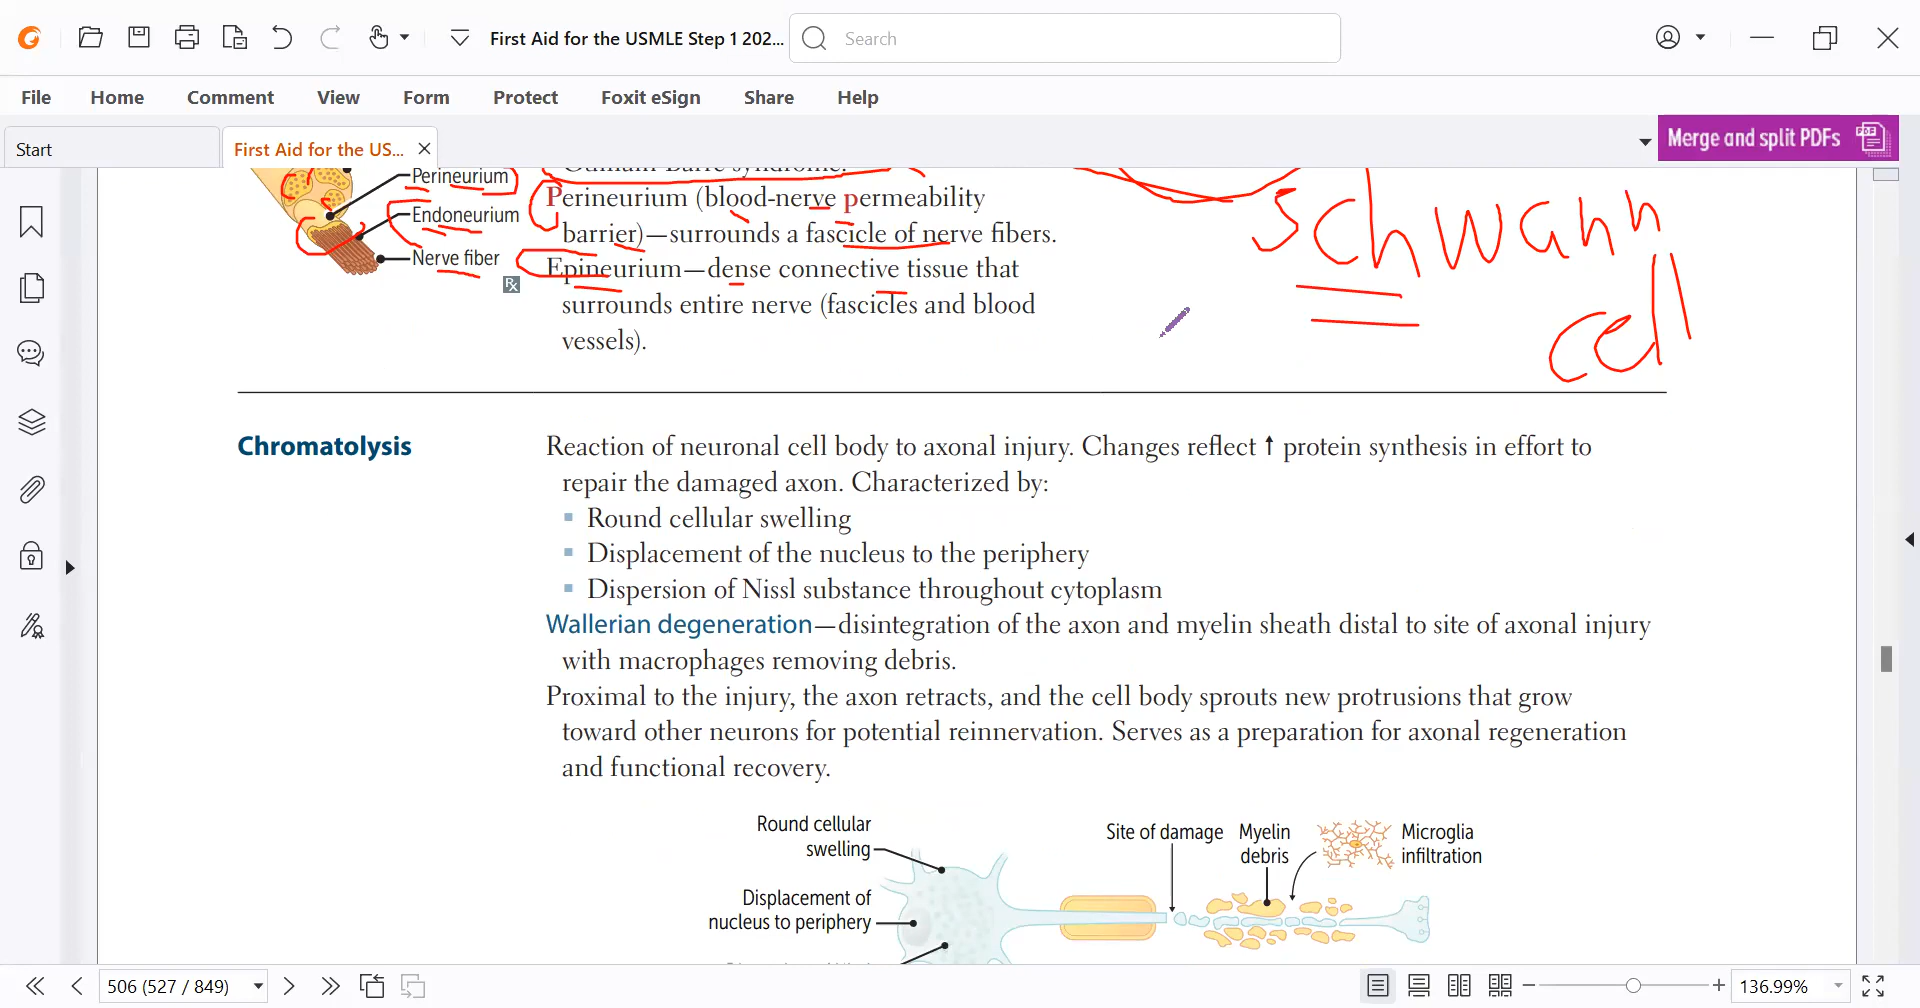 First Aid for the USMLE Step 1 202...
Search
File Home Comment View Form Protect Foxit eSign Share Help
Start
First Aid for the US...
Merge and split PDFs
Perineurium
Endoneurium
Nerve fiber
Perineurium (blood-nerve permeability
barrier)—surrounds a fascicle of nerve fibers.
Epineurium—dense connective tissue that
surrounds entire nerve (fascicles and blood
vessels).
Schwann
cell
Chromatolysis
Reaction of neuronal cell body to axonal injury. Changes reflect ↑ protein synthesis in effort to
repair the damaged axon. Characterized by:
▪ Round cellular swelling
▪ Displacement of the nucleus to the periphery
▪ Dispersion of Nissl substance throughout cytoplasm
Wallerian degeneration—disintegration of the axon and myelin sheath distal to site of axonal injury
with macrophages removing debris.
Proximal to the injury, the axon retracts, and the cell body sprouts new protrusions that grow
toward other neurons for potential reinnervation. Serves as a preparation for axonal regeneration
and functional recovery.
Round cellular
swelling
Displacement of
nucleus to periphery
Site of damage
Myelin
debris
Microglia
infiltration
506 (527 / 849)
136.99%